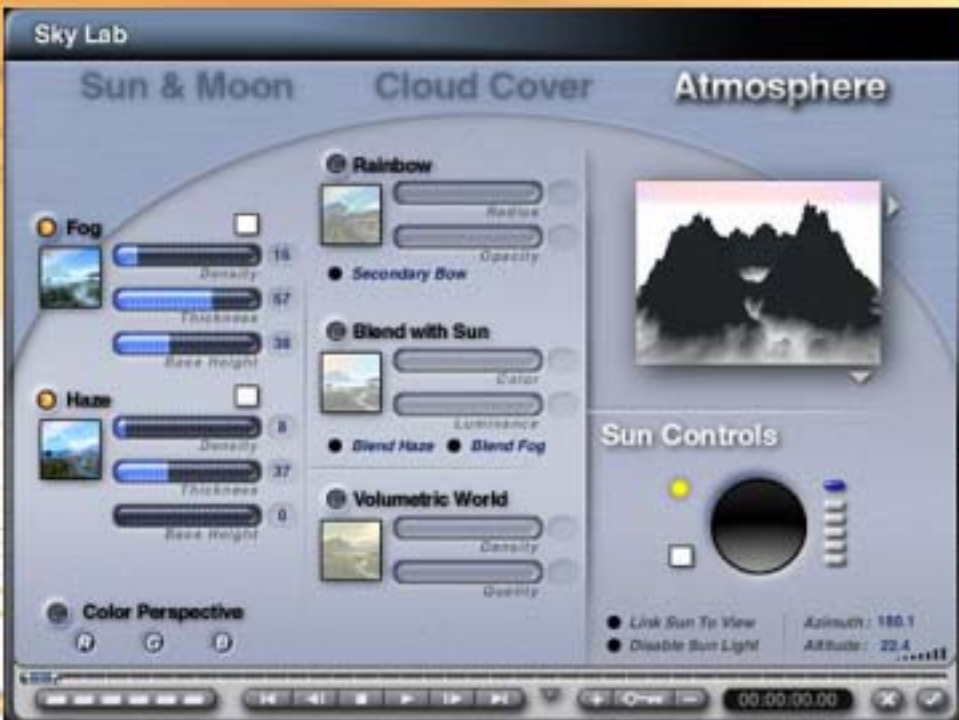 Sky Lab
Sun & Moon Cloud Cover Atmosphere
Fog
16
Density
57
Thickness
38
Base Height
Haze
8
Density
37
Thickness
0
Base Height
Color Perspective
R G B
Rainbow
Radius
Opacity
Secondary Bow
Blend with Sun
Color
Luminance
Blend Haze Blend Fog
Volumetric World
Density
Quality
Sun Controls
Link Sun To View Azimuth: 180.1
Disable Sun Light Altitude: 22.4
00:00:00.00